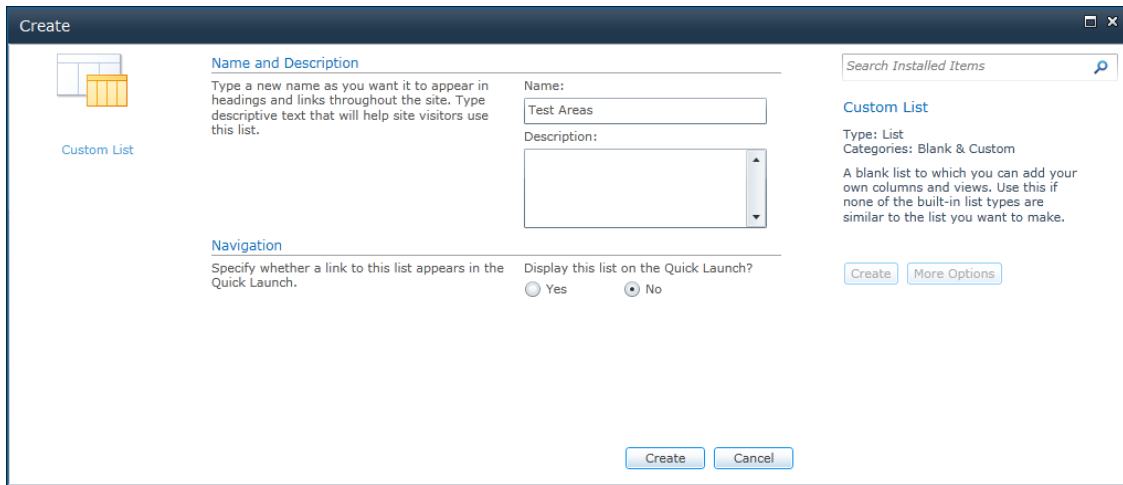 Create
Custom List
Name and Description
Type a new name as you want it to appear in
headings and links throughout the site. Type
descriptive text that will help site visitors use
this list.
Name:
Test Areas
Description:
Navigation
Specify whether a link to this list appears in the
Quick Launch.
Display this list on the Quick Launch?
Yes No
Create Cancel
Search Installed Items
Custom List
Type: List
Categories: Blank & Custom
A blank list to which you can add your
own columns and views. Use this if
none of the built-in list types are
similar to the list you want to make.
Create More Options